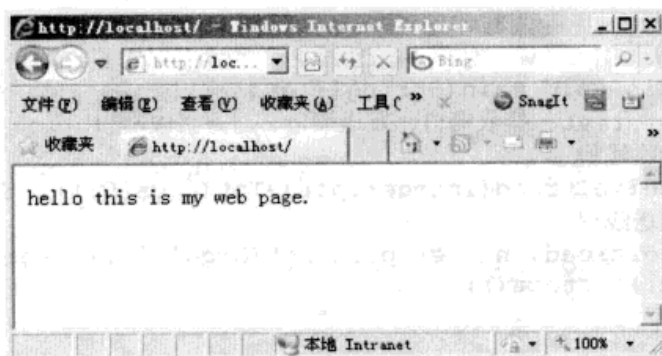 http://localhost/ - Windows Internet Explorer
http://loc...
Bing
文件(F) 编辑(E) 查看(V) 收藏夹(A) 工具( »
SnagIt
收藏夹
http://localhost/
»
hello this is my web page.
本地 Intranet
100%